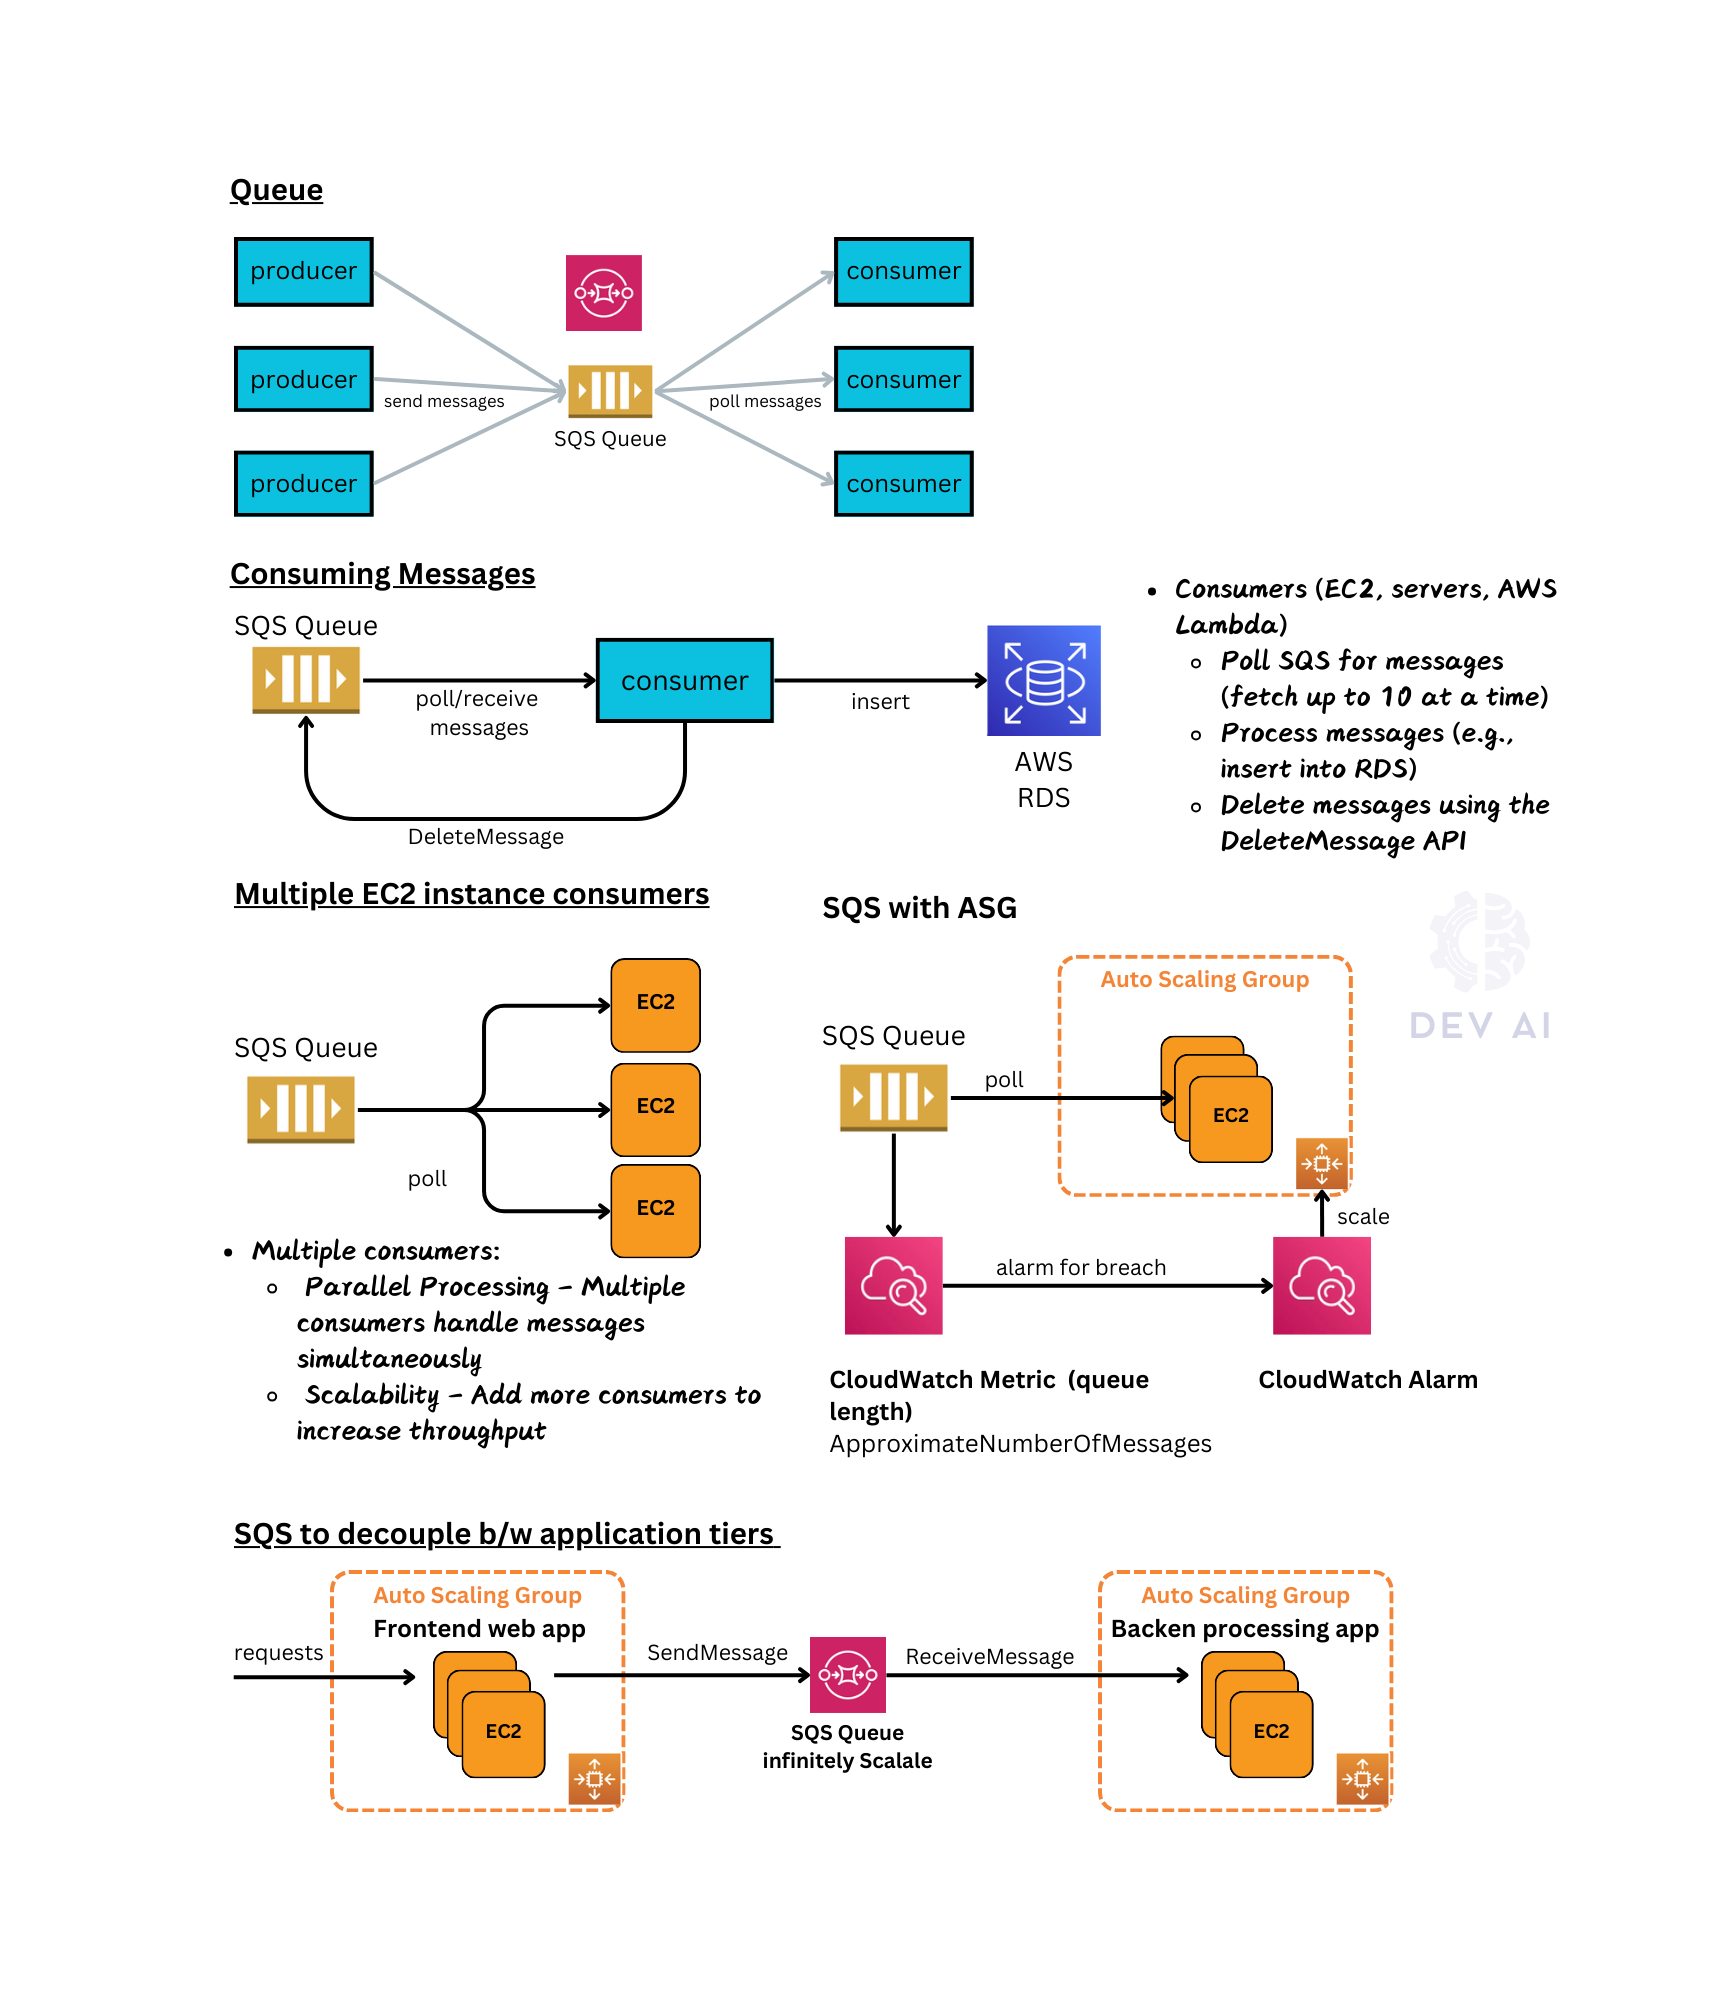 Queue
producer
consumer
producer
consumer
send messages
poll messages
SQS Queue
producer
consumer
Consuming Messages
SQS Queue
poll/receive
messages
consumer
insert
AWS
RDS
DeleteMessage
• Consumers (EC2, servers, AWS
Lambda)
◦ Poll SQS for messages
(fetch up to 10 at a time)
◦ Process messages (e.g.,
insert into RDS)
◦ Delete messages using the
DeleteMessage API
Multiple EC2 instance consumers
SQS Queue
poll
EC2
EC2
EC2
• Multiple consumers:
◦ Parallel Processing – Multiple
consumers handle messages
simultaneously
◦ Scalability – Add more consumers to
increase throughput
SQS with ASG
DEV AI
Auto Scaling Group
SQS Queue
poll
EC2
scale
alarm for breach
CloudWatch Metric (queue
length)
ApproximateNumberOfMessages
CloudWatch Alarm
SQS to decouple b/w application tiers
requests
Auto Scaling Group
Frontend web app
EC2
SendMessage
SQS Queue
infinitely Scalale
ReceiveMessage
Auto Scaling Group
Backen processing app
EC2